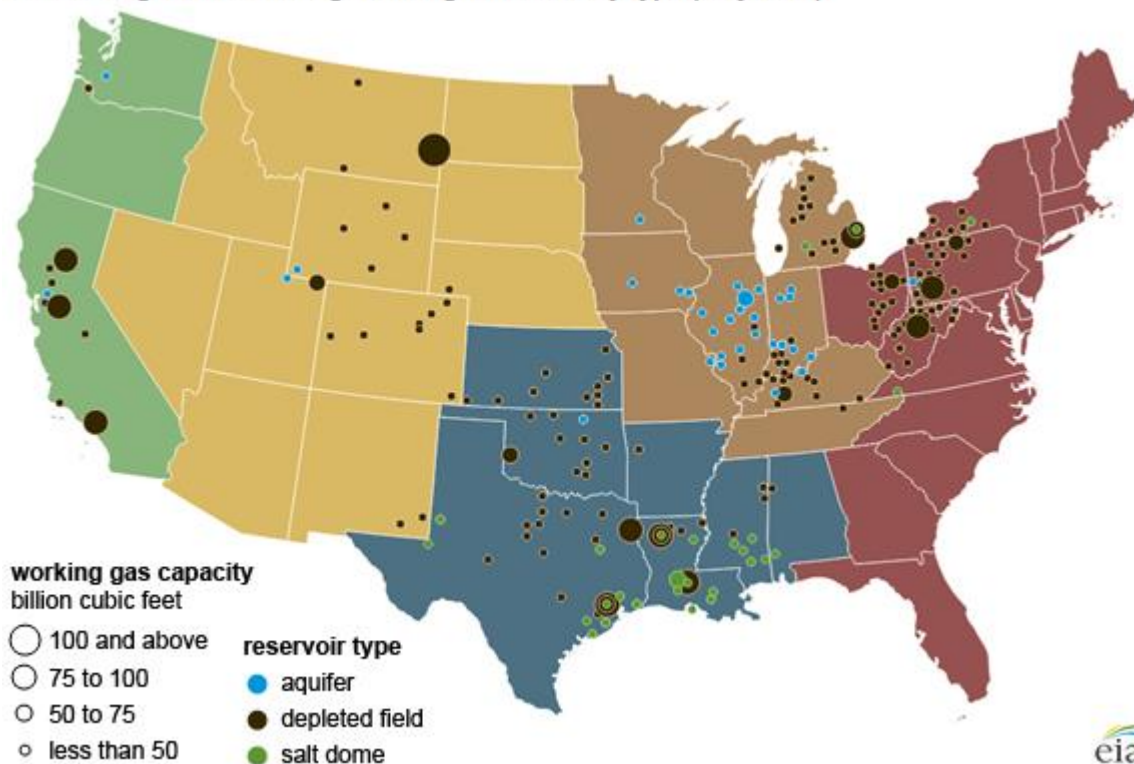 working gas capacity
billion cubic feet
100 and above
75 to 100
50 to 75
less than 50
reservoir type
aquifer
depleted field
salt dome
eia